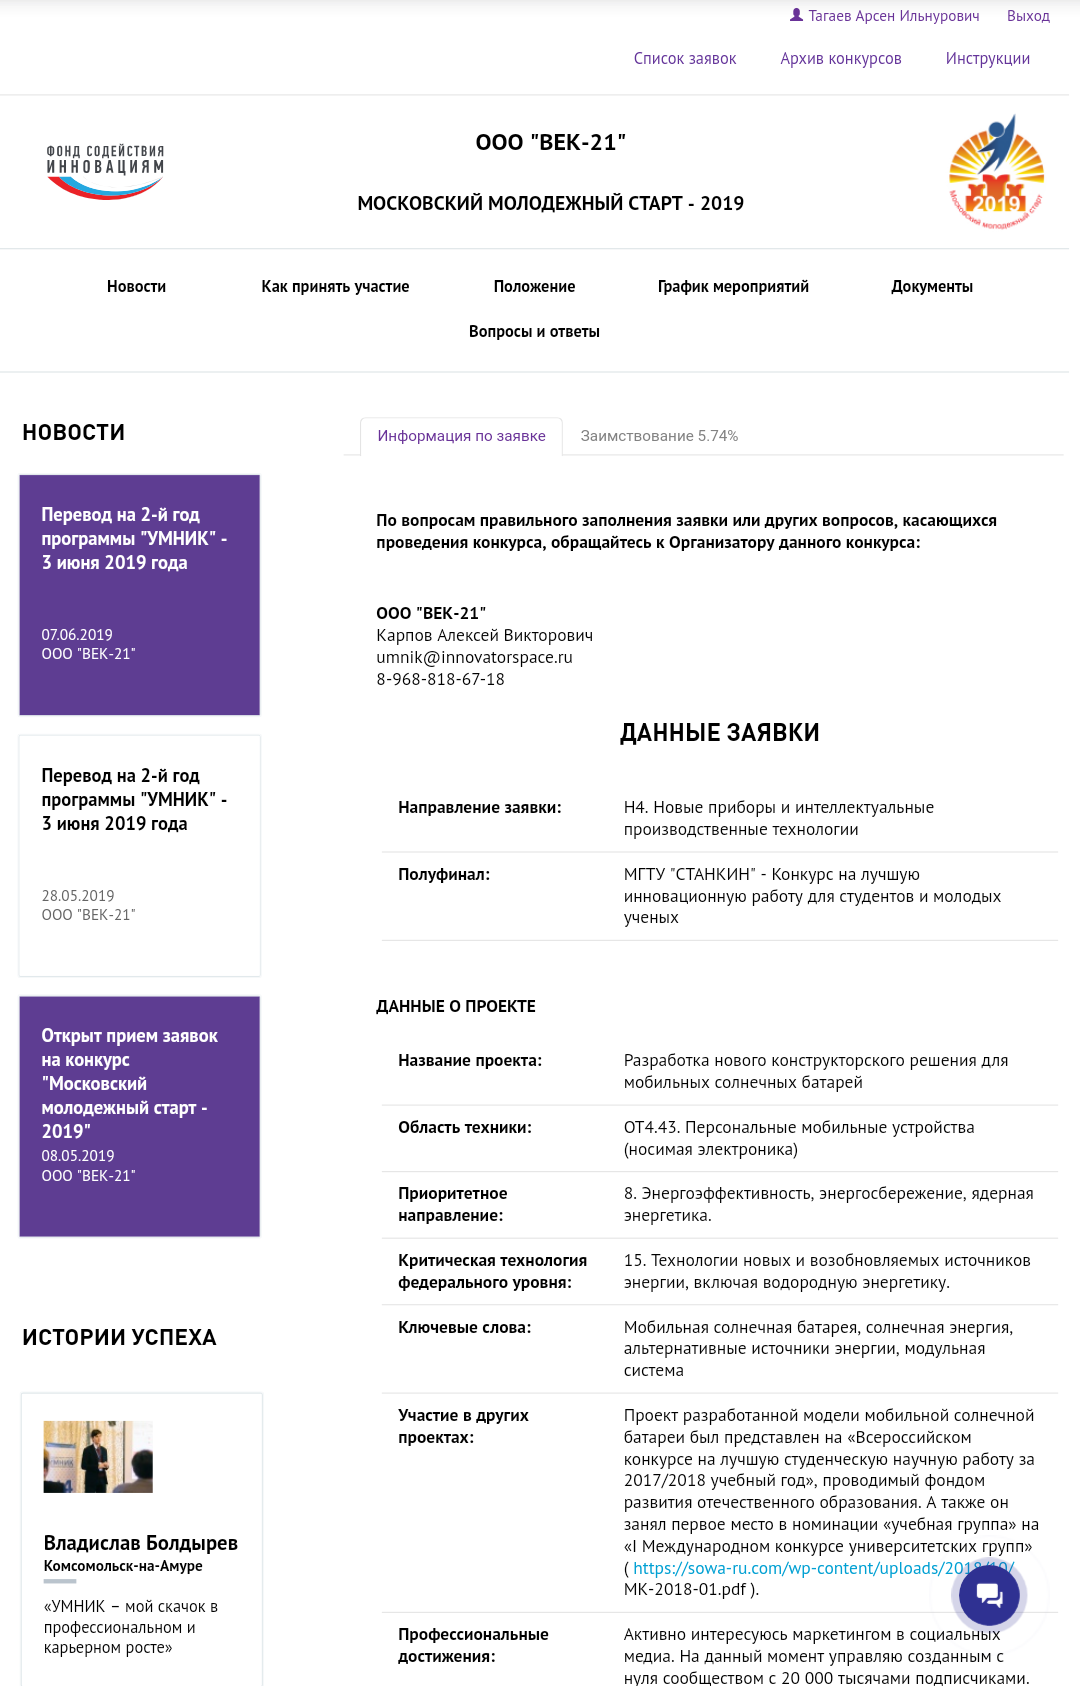 Тагаев Арсен Ильнурович Выход
Список заявок Архив конкурсов Инструкции
ФОНД СОДЕЙСТВИЯ
ИННОВАЦИЯМ
ООО "ВЕК-21"
МОСКОВСКИЙ МОЛОДЕЖНЫЙ СТАРТ - 2019
2019
Московский молодежный старт
Новости Как принять участие Положение График мероприятий Документы
Вопросы и ответы
НОВОСТИ
Перевод на 2-й год
программы "УМНИК" -
3 июня 2019 года
07.06.2019
ООО "ВЕК-21"
Перевод на 2-й год
программы "УМНИК" -
3 июня 2019 года
28.05.2019
ООО "ВЕК-21"
Открыт прием заявок
на конкурс
"Московский
молодежный старт -
2019"
08.05.2019
ООО "ВЕК-21"
ИСТОРИИ УСПЕХА
Владислав Болдырев
Комсомольск-на-Амуре
«УМНИК – мой скачок в
профессиональном и
карьерном росте»
Информация по заявке Заимствование 5.74%
По вопросам правильного заполнения заявки или других вопросов, касающихся
проведения конкурса, обращайтесь к Организатору данного конкурса:
ООО "ВЕК-21"
Карпов Алексей Викторович
umnik@innovatorspace.ru
8-968-818-67-18
ДАННЫЕ ЗАЯВКИ
Направление заявки: Н4. Новые приборы и интеллектуальные
производственные технологии
Полуфинал: МГТУ "СТАНКИН" - Конкурс на лучшую
инновационную работу для студентов и молодых
ученых
ДАННЫЕ О ПРОЕКТЕ
Название проекта: Разработка нового конструкторского решения для
мобильных солнечных батарей
Область техники: ОТ4.43. Персональные мобильные устройства
(носимая электроника)
Приоритетное 8. Энергоэффективность, энергосбережение, ядерная
направление: энергетика.
Критическая технология 15. Технологии новых и возобновляемых источников
федерального уровня: энергии, включая водородную энергетику.
Ключевые слова: Мобильная солнечная батарея, солнечная энергия,
альтернативные источники энергии, модульная
система
Участие в других Проект разработанной модели мобильной солнечной
проектах: батареи был представлен на «Всероссийском
конкурсе на лучшую студенческую научную работу за
2017/2018 учебный год», проводимый фондом
развития отечественного образования. А также он
занял первое место в номинации «учебная группа» на
«I Международном конкурсе университетских групп»
( https://sowa-ru.com/wp-content/uploads/2018/10/
MK-2018-01.pdf ).
Профессиональные Активно интересуюсь маркетингом в социальных
достижения: медиа. На данный момент управляю созданным с
нуля сообществом с 20 000 тысячами подписчиками.